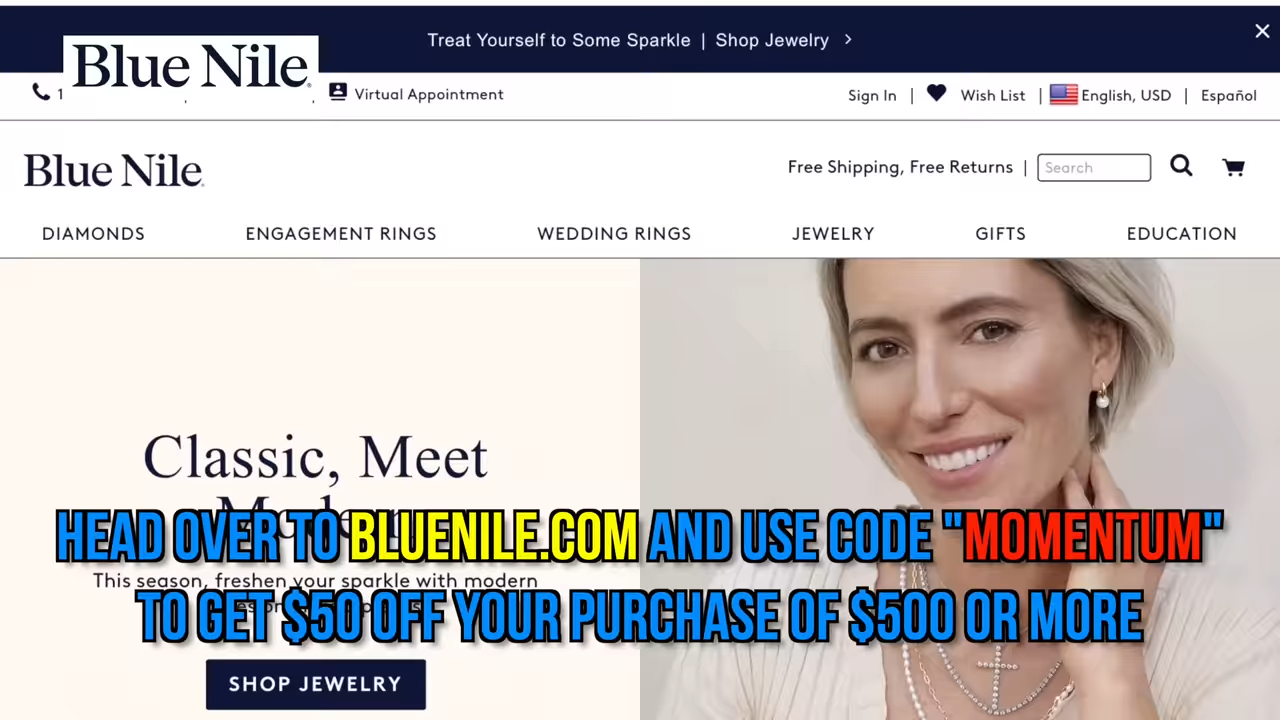 Treat Yourself to Some Sparkle | Shop Jewelry >
Blue Nile
1
Virtual Appointment
Sign In | Wish List | English, USD | Español
Blue Nile
Free Shipping, Free Returns | Search
DIAMONDS ENGAGEMENT RINGS WEDDING RINGS JEWELRY GIFTS EDUCATION
Classic, Meet
Modern
HEAD OVER TO BLUENILE.COM AND USE CODE "MOMENTUM"
This season, freshen your sparkle with modern
TO GET $50 OFF YOUR PURCHASE OF $500 OR MORE
SHOP JEWELRY